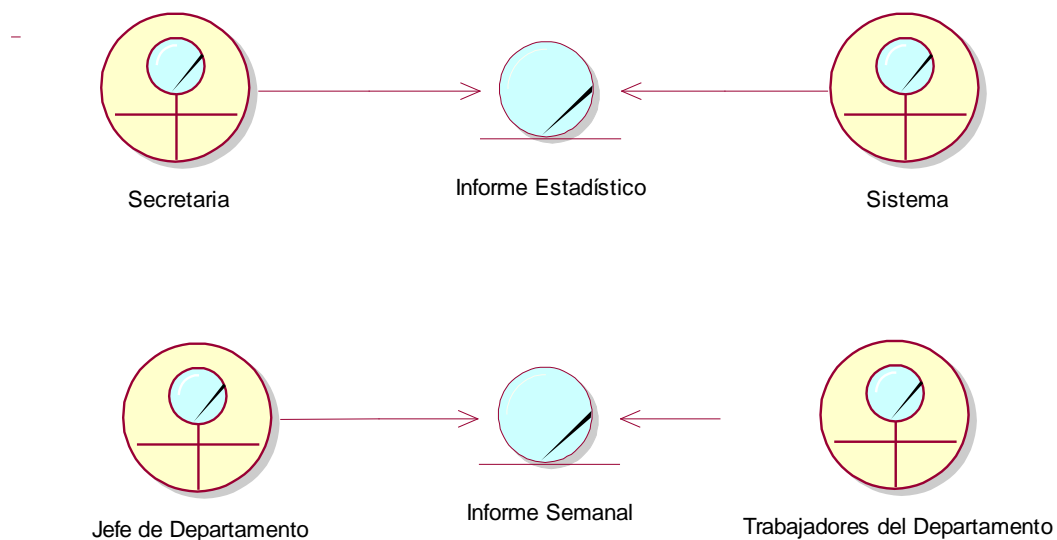 Secretaria
Informe Estadístico
Sistema
Jefe de Departamento
Informe Semanal
Trabajadores del Departamento